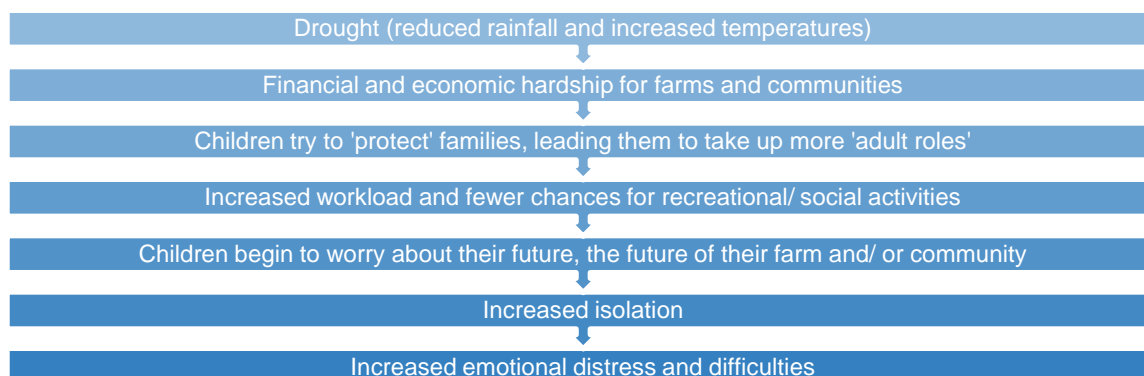 Drought (reduced rainfall and increased temperatures)
Financial and economic hardship for farms and communities
Children try to 'protect' families, leading them to take up more 'adult roles'
Increased workload and fewer chances for recreational/ social activities
Children begin to worry about their future, the future of their farm and/ or community
Increased isolation
Increased emotional distress and difficulties